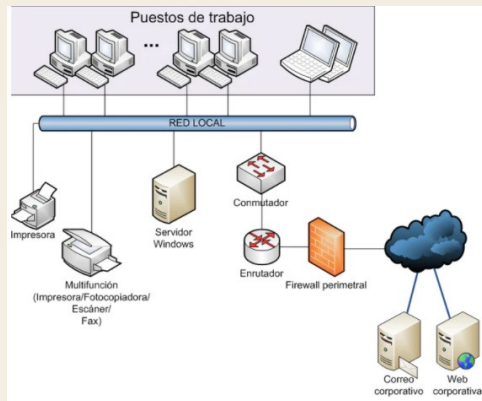 Puestos de trabajo
...
RED LOCAL
Impresora
Multifunción
(Impresora/Fotocopiadora/
Escáner/
Fax)
Servidor
Windows
Conmutador
Enrutador
Firewall perimetral
Correo
corporativo
Web
corporativa